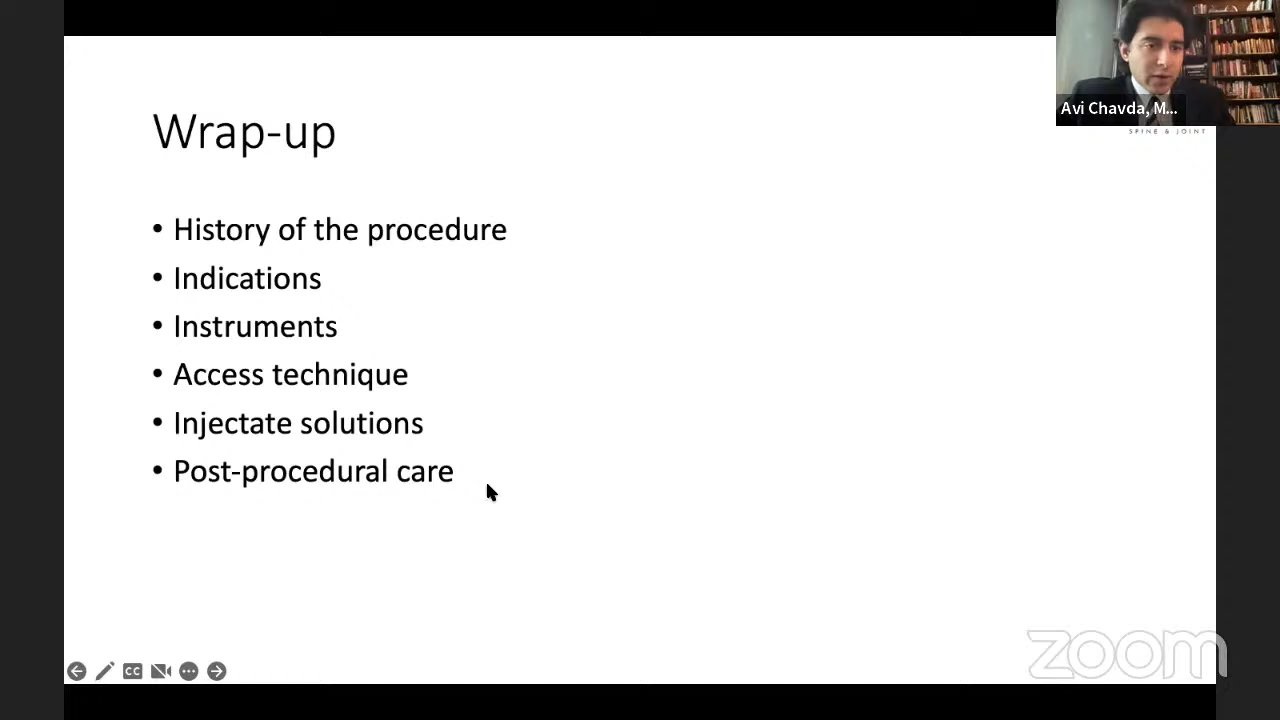 Avi Chavda, M...
SPINE & JOINT
Wrap-up
• History of the procedure
• Indications
• Instruments
• Access technique
• Injectate solutions
• Post-procedural care
CC
zoom